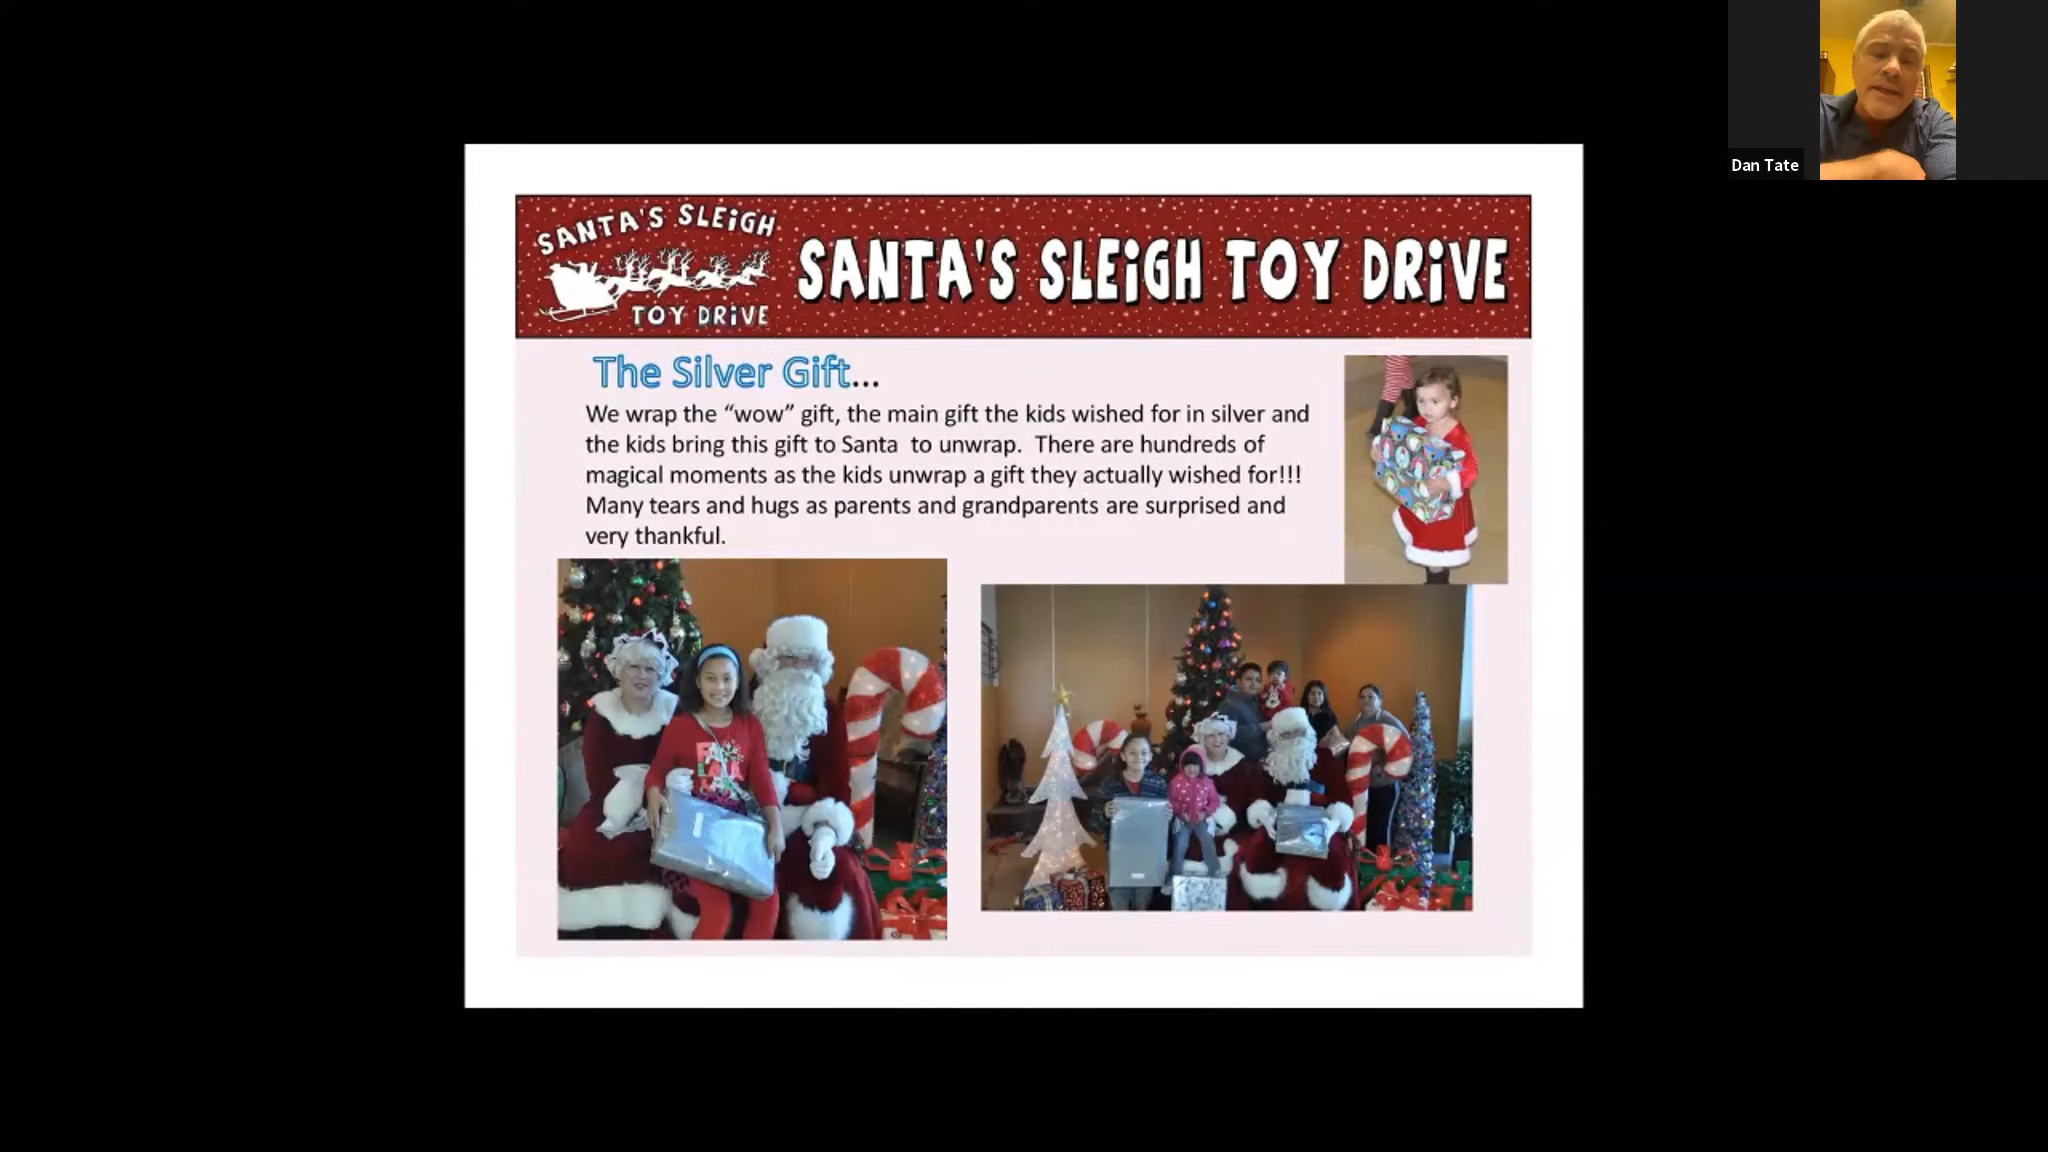 Dan Tate
SANTA'S SLEiGH
TOY DRiVE
SANTA'S SLEiGH TOY DRiVE
The Silver Gift...
We wrap the “wow” gift, the main gift the kids wished for in silver and
the kids bring this gift to Santa  to unwrap.  There are hundreds of
magical moments as the kids unwrap a gift they actually wished for!!!
Many tears and hugs as parents and grandparents are surprised and
very thankful.
FA
LA LA